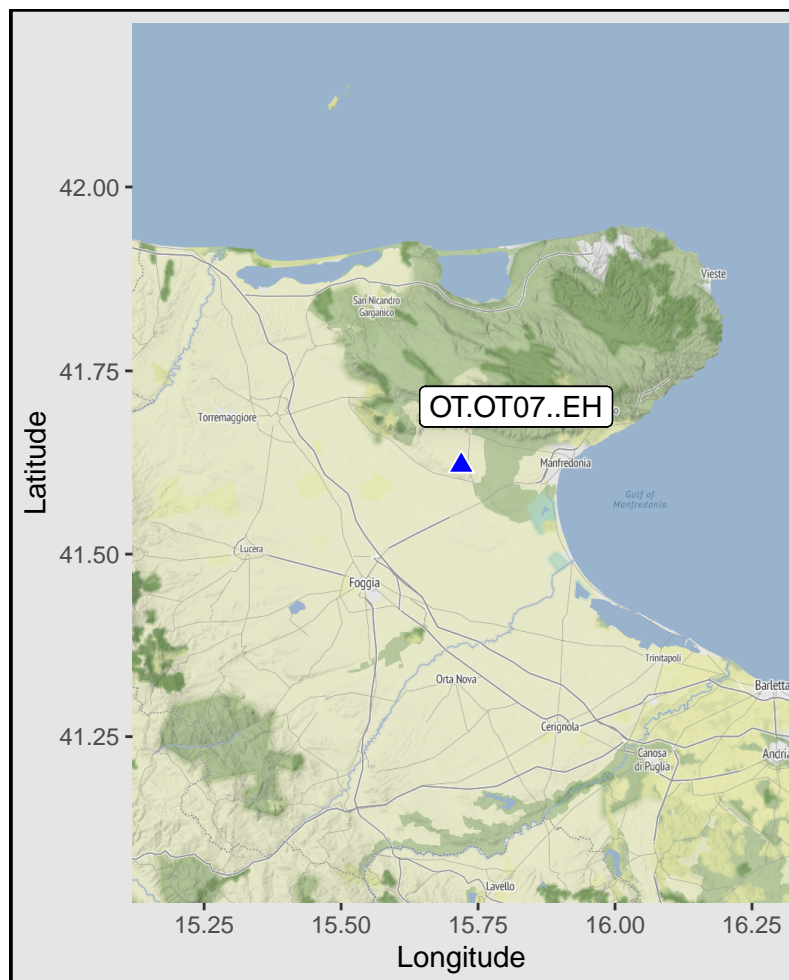 42.00
Vieste
San Nicandro
Garganico
41.75
OT.OT07..EH
Torremaggiore
Manfredonia
Gulf of
Manfredonia
Latitude
41.50
Lucera
Foggia
Trinitapoli
Orta Nova
Barletta
41.25
Cerignola
Canosa
di Puglia
Andria
Lavello
15.25
15.50
15.75
16.00
16.25
Longitude